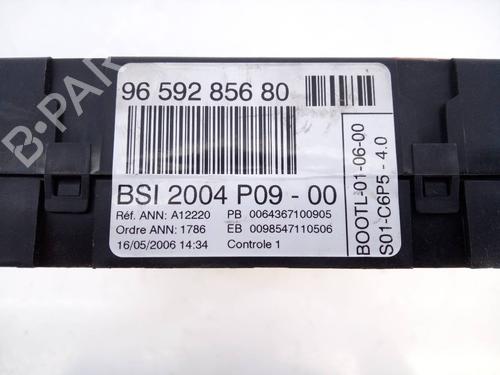 96 592 856 80
BSI 2004 P09 - 00
Réf. ANN: A12220 PB 0064367100905
Ordre ANN: 1786 EB 0098547110506
16/05/2006 14:34 Controle 1
BOOTL-01-06-00
S01-C6P5 - 4.0
B-PARTS